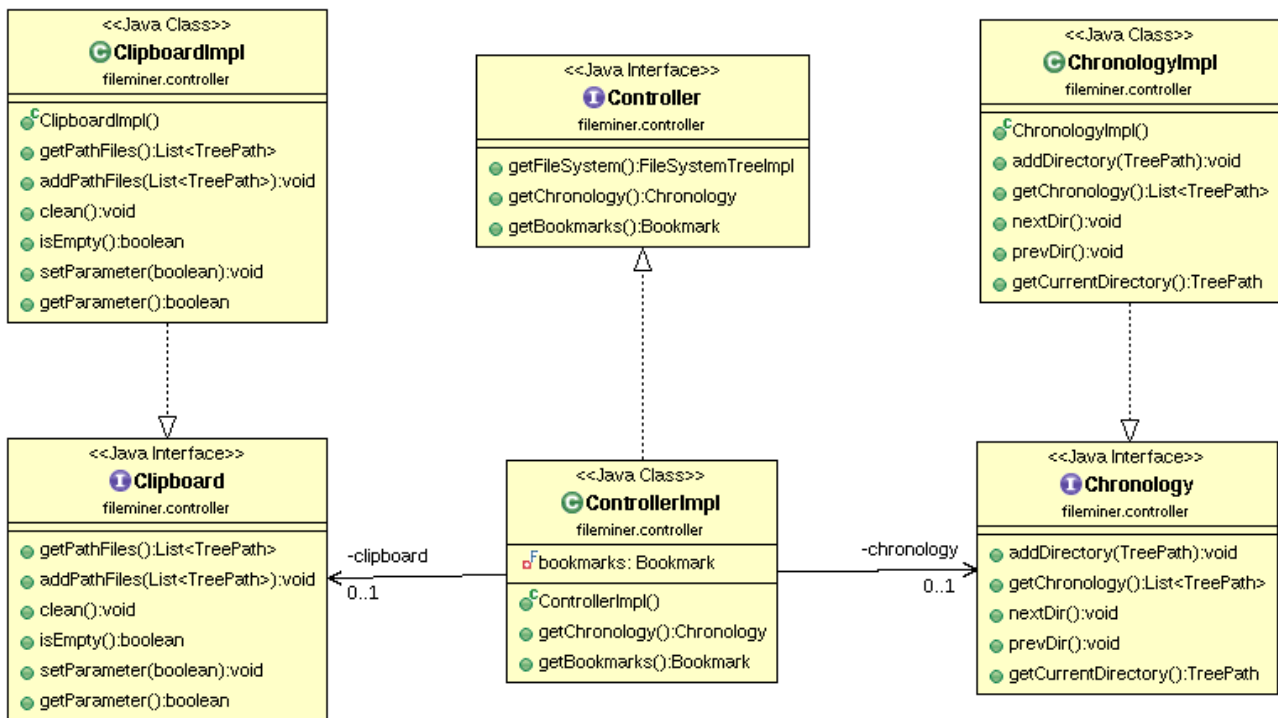 <<Java Class>>
ClipboardImpl
fileminer.controller
ClipboardImpl()
getPathFiles():List<TreePath>
addPathFiles(List<TreePath>):void
clean():void
isEmpty():boolean
setParameter(boolean):void
getParameter():boolean
<<Java Interface>>
Controller
fileminer.controller
getFileSystem():FileSystemTreeImpl
getChronology():Chronology
getBookmarks():Bookmark
<<Java Class>>
ChronologyImpl
fileminer.controller
ChronologyImpl()
addDirectory(TreePath):void
getChronology():List<TreePath>
nextDir():void
prevDir():void
getCurrentDirectory():TreePath
<<Java Interface>>
Clipboard
fileminer.controller
getPathFiles():List<TreePath>
addPathFiles(List<TreePath>):void
clean():void
isEmpty():boolean
setParameter(boolean):void
getParameter():boolean
-clipboard
0..1
<<Java Class>>
ControllerImpl
fileminer.controller
bookmarks: Bookmark
ControllerImpl()
getChronology():Chronology
getBookmarks():Bookmark
-chronology
0..1
<<Java Interface>>
Chronology
fileminer.controller
addDirectory(TreePath):void
getChronology():List<TreePath>
nextDir():void
prevDir():void
getCurrentDirectory():TreePath